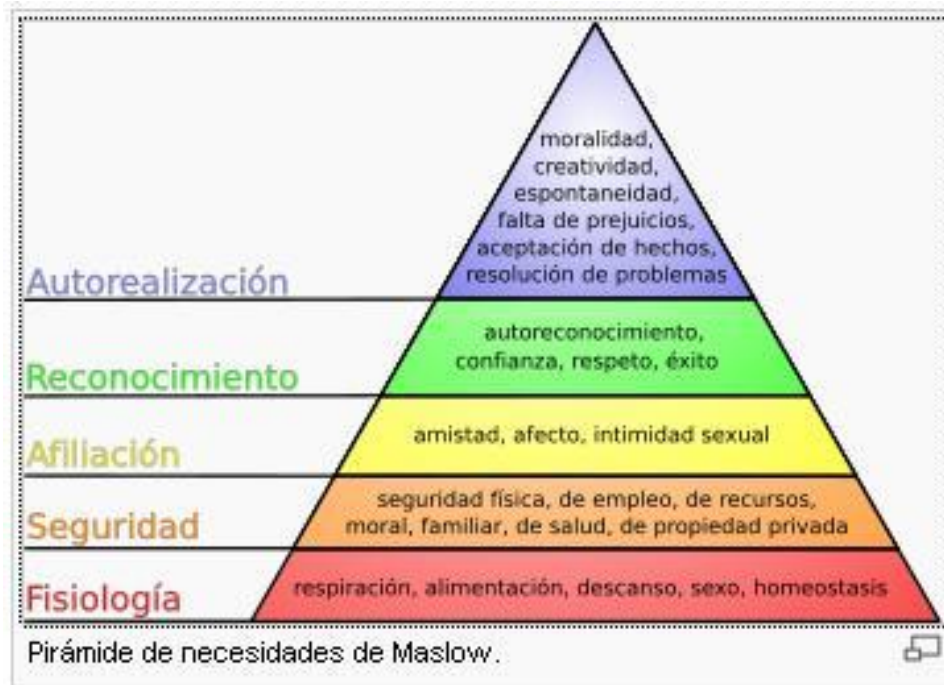 moralidad,
creatividad,
espontaneidad,
falta de prejuicios,
aceptación de hechos,
resolución de problemas
Autorealización
autoreconocimiento,
confianza, respeto, éxito
Reconocimiento
amistad, afecto, intimidad sexual
Afiliación
seguridad física, de empleo, de recursos,
moral, familiar, de salud, de propiedad privada
Seguridad
respiración, alimentación, descanso, sexo, homeostasis
Fisiología
Pirámide de necesidades de Maslow.